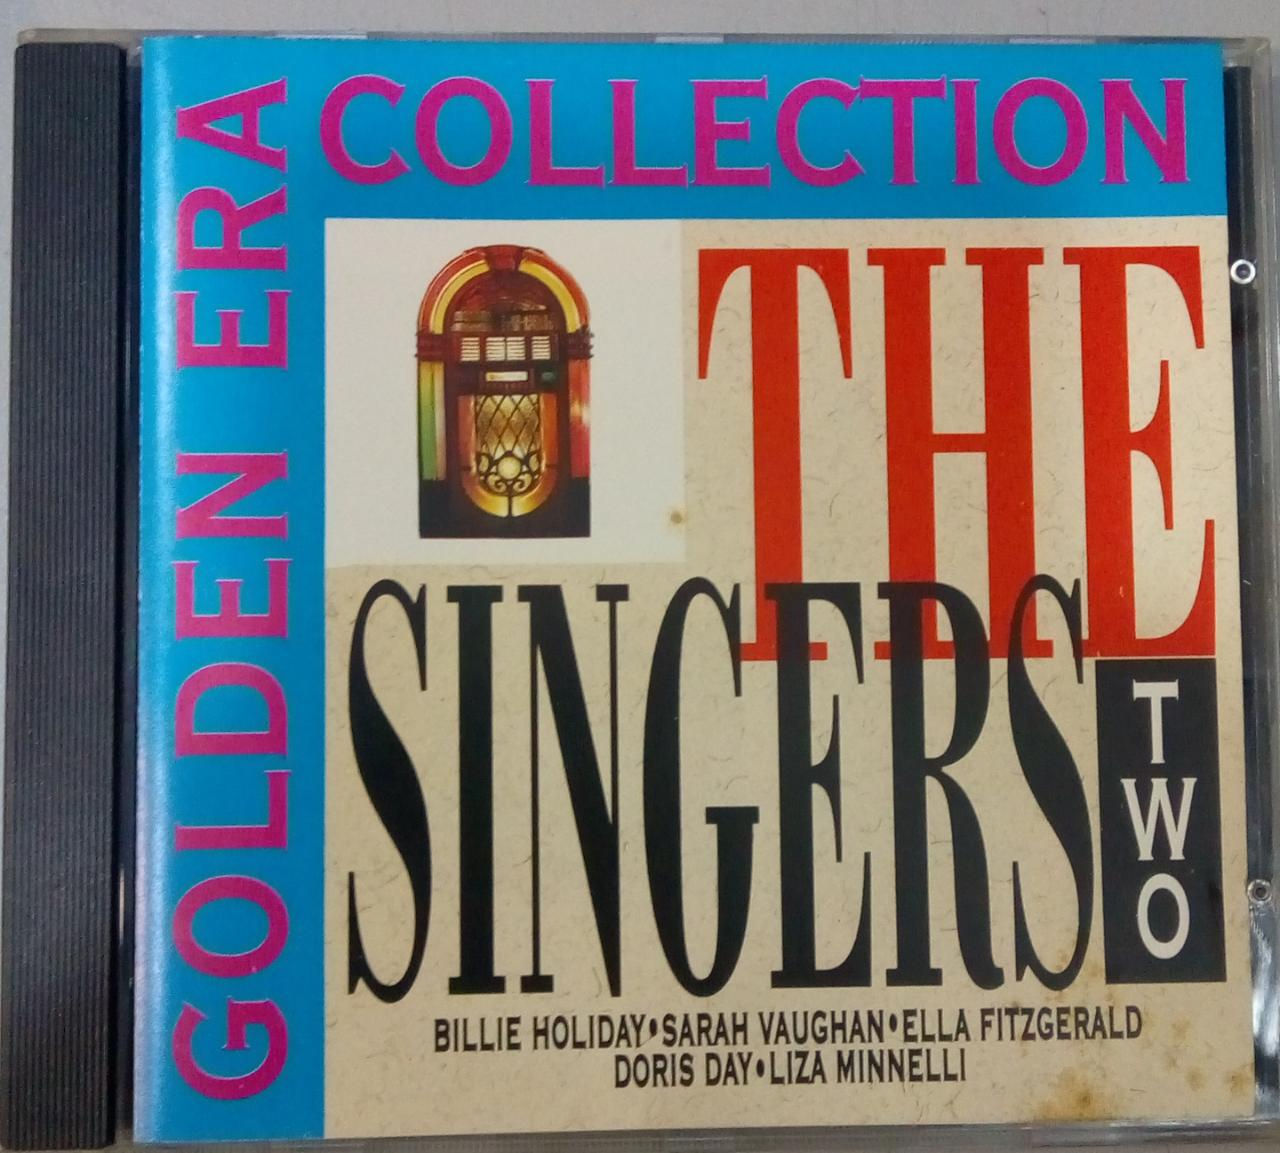 GOLDEN ERA
COLLECTION
THE
SINGERS
TWO
BILLIE HOLIDAY•SARAH VAUGHAN•ELLA FITZGERALD
DORIS DAY•LIZA MINNELLI